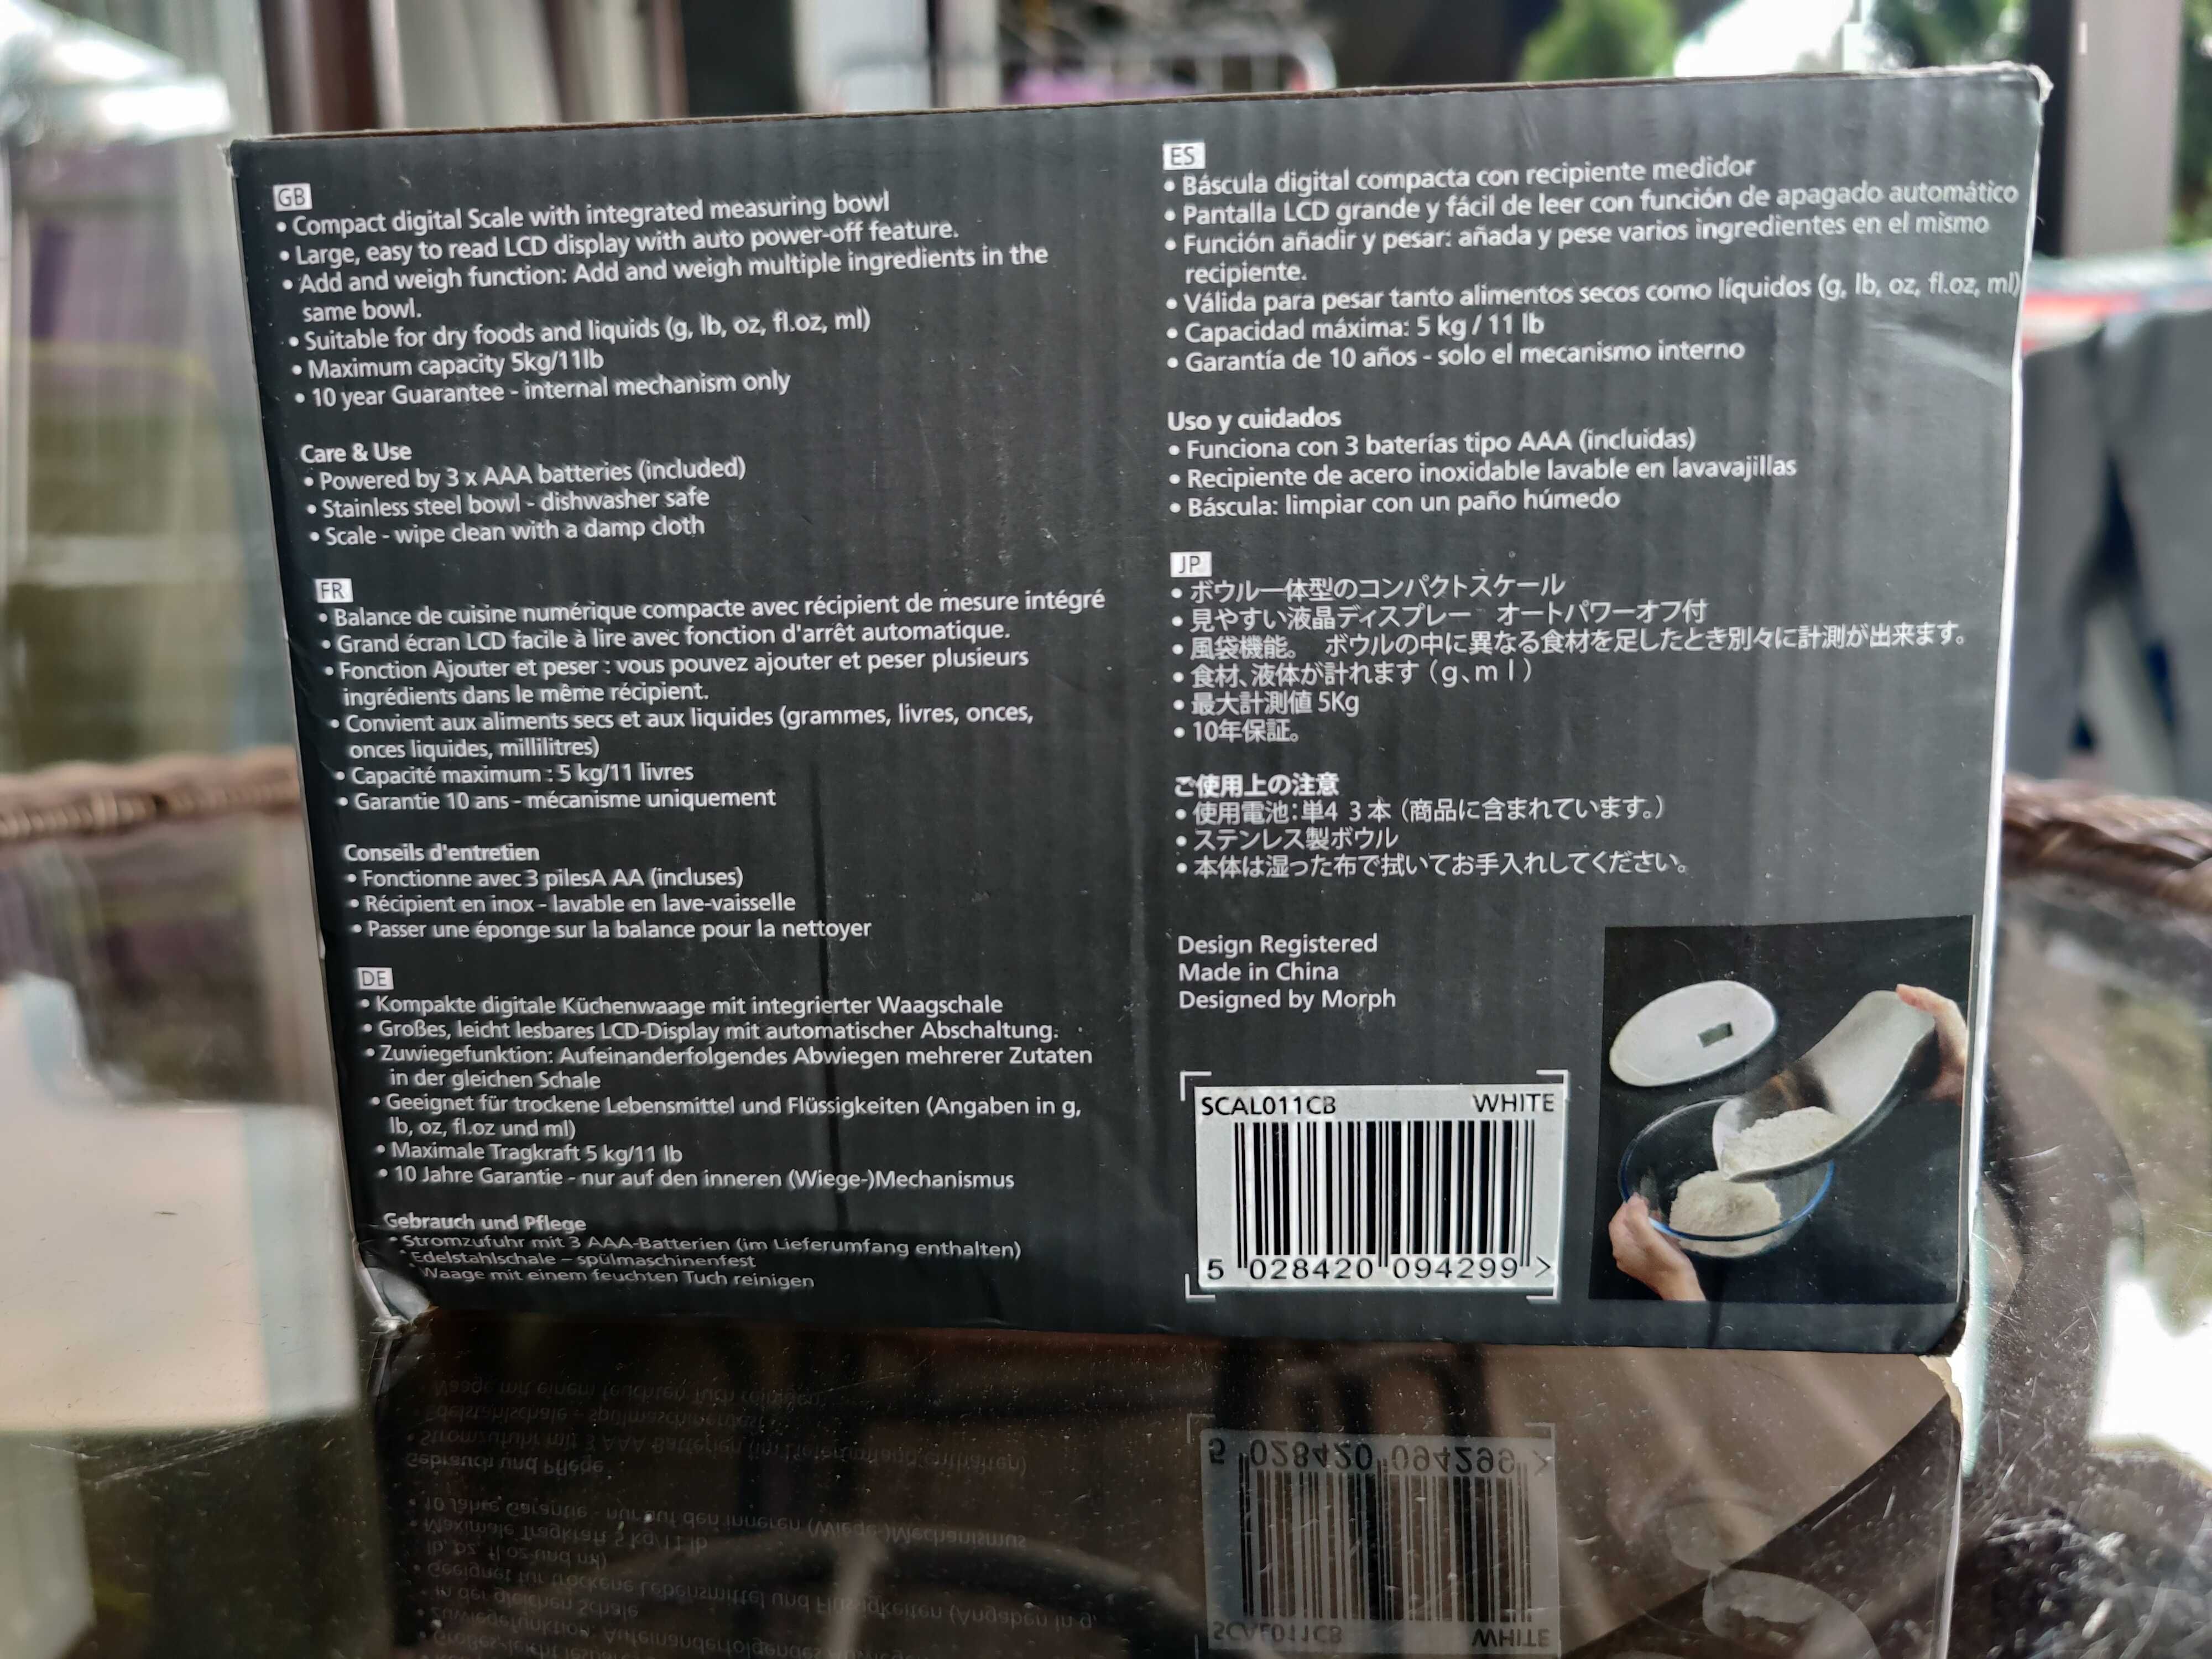 GB
• Compact digital Scale with integrated measuring bowl
• Large, easy to read LCD display with auto power-off feature.
• Add and weigh function: Add and weigh multiple ingredients in the
same bowl.
• Suitable for dry foods and liquids (g, lb, oz, fl.oz, ml)
• Maximum capacity 5kg/11lb
• 10 year Guarantee - internal mechanism only
Care & Use
• Powered by 3 x AAA batteries (included)
• Stainless steel bowl - dishwasher safe
• Scale - wipe clean with a damp cloth
FR
• Balance de cuisine numérique compacte avec récipient de mesure intégré
• Grand écran LCD facile à lire avec fonction d'arrêt automatique.
• Fonction Ajouter et peser : vous pouvez ajouter et peser plusieurs
ingrédients dans le même récipient.
• Convient aux aliments secs et aux liquides (grammes, livres, onces,
onces liquides, millilitres)
• Capacité maximum : 5 kg/11 livres
• Garantie 10 ans - mécanisme uniquement
Conseils d'entretien
• Fonctionne avec 3 pilesA AA (incluses)
• Récipient en inox - lavable en lave-vaisselle
• Passer une éponge sur la balance pour la nettoyer
DE
• Kompakte digitale Küchenwaage mit integrierter Waagschale
• Großes, leicht lesbares LCD-Display mit automatischer Abschaltung.
• Zuwiegefunktion: Aufeinanderfolgendes Abwiegen mehrerer Zutaten
in der gleichen Schale
• Geeignet für trockene Lebensmittel und Flüssigkeiten (Angaben in g,
lb, oz, fl.oz und ml)
• Maximale Tragkraft 5 kg/11 lb
• 10 Jahre Garantie - nur auf den inneren (Wiege-)Mechanismus
Gebrauch und Pflege
• Stromzufuhr mit 3 AAA-Batterien (im Lieferumfang enthalten)
• Edelstahlschale – spülmaschinenfest
• Waage mit einem feuchten Tuch reinigen
ES
• Báscula digital compacta con recipiente medidor
• Pantalla LCD grande y fácil de leer con función de apagado automático
• Función añadir y pesar: añada y pese varios ingredientes en el mismo
recipiente.
• Válida para pesar tanto alimentos secos como líquidos (g, lb, oz, fl.oz, ml)
• Capacidad máxima: 5 kg / 11 lb
• Garantía de 10 años - solo el mecanismo interno
Uso y cuidados
• Funciona con 3 baterías tipo AAA (incluidas)
• Recipiente de acero inoxidable lavable en lavavajillas
• Báscula: limpiar con un paño húmedo
JP
• ボウル一体型のコンパクトスケール
• 見やすい液晶ディスプレー オートパワーオフ付
• 風袋機能。 ボウルの中に異なる食材を足したとき別々に計測が出来ます。
• 食材、液体が計れます（g、ml）
• 最大計測値 5Kg
• 10年保証。
ご使用上の注意
• 使用電池：単4 3本（商品に含まれています。）
• ステンレス製ボウル
• 本体は湿った布で拭いてお手入れしてください。
Design Registered
Made in China
Designed by Morph
SCAL011CB WHITE
5 028420 094299 >